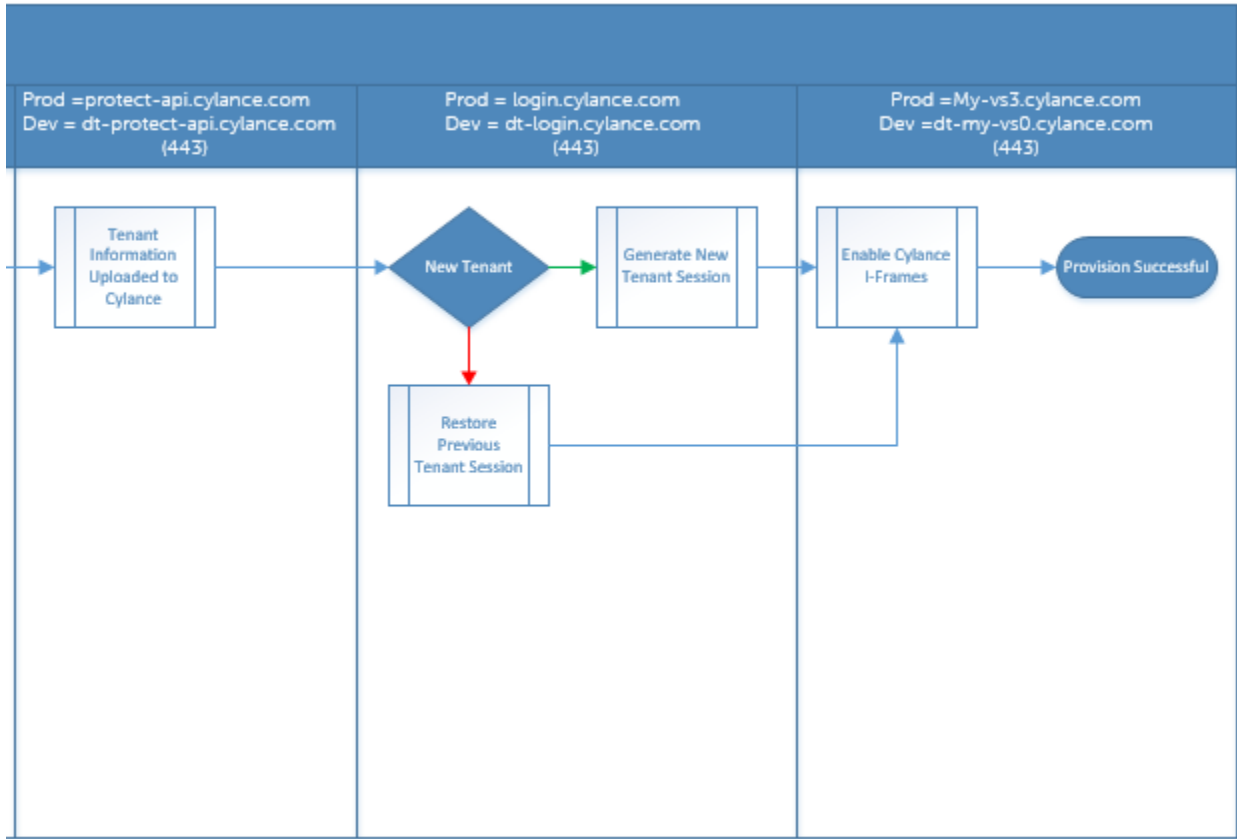 Prod =protect-api.cylance.com
Dev = dt-protect-api.cylance.com
(443)
Prod = login.cylance.com
Dev = dt-login.cylance.com
(443)
Prod =My-vs3.cylance.com
Dev =dt-my-vs0.cylance.com
(443)
Tenant
Information
Uploaded to
Cylance
New Tenant
Generate New
Tenant Session
Enable Cylance
I-Frames
Provision Successful
Restore
Previous
Tenant Session